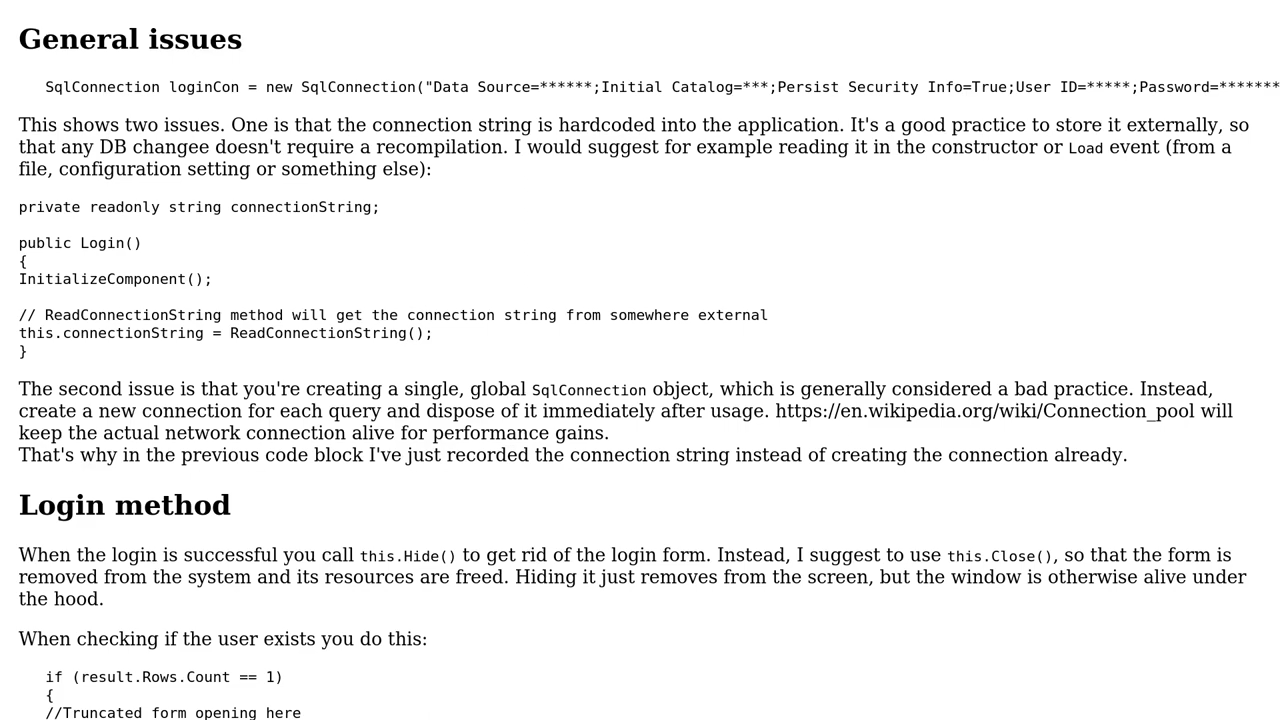 General issues
SqlConnection loginCon = new SqlConnection("Data Source=******;Initial Catalog=***;Persist Security Info=True;User ID=*****;Password=*******
This shows two issues. One is that the connection string is hardcoded into the application. It's a good practice to store it externally, so
that any DB changee doesn't require a recompilation. I would suggest for example reading it in the constructor or Load event (from a
file, configuration setting or something else):
private readonly string connectionString;
public Login()
{
InitializeComponent();
// ReadConnectionString method will get the connection string from somewhere external
this.connectionString = ReadConnectionString();
}
The second issue is that you're creating a single, global SqlConnection object, which is generally considered a bad practice. Instead,
create a new connection for each query and dispose of it immediately after usage. https://en.wikipedia.org/wiki/Connection_pool will
keep the actual network connection alive for performance gains.
That's why in the previous code block I've just recorded the connection string instead of creating the connection already.
Login method
When the login is successful you call this.Hide() to get rid of the login form. Instead, I suggest to use this.Close(), so that the form is
removed from the system and its resources are freed. Hiding it just removes from the screen, but the window is otherwise alive under
the hood.
When checking if the user exists you do this:
if (result.Rows.Count == 1)
{
//Truncated form opening here